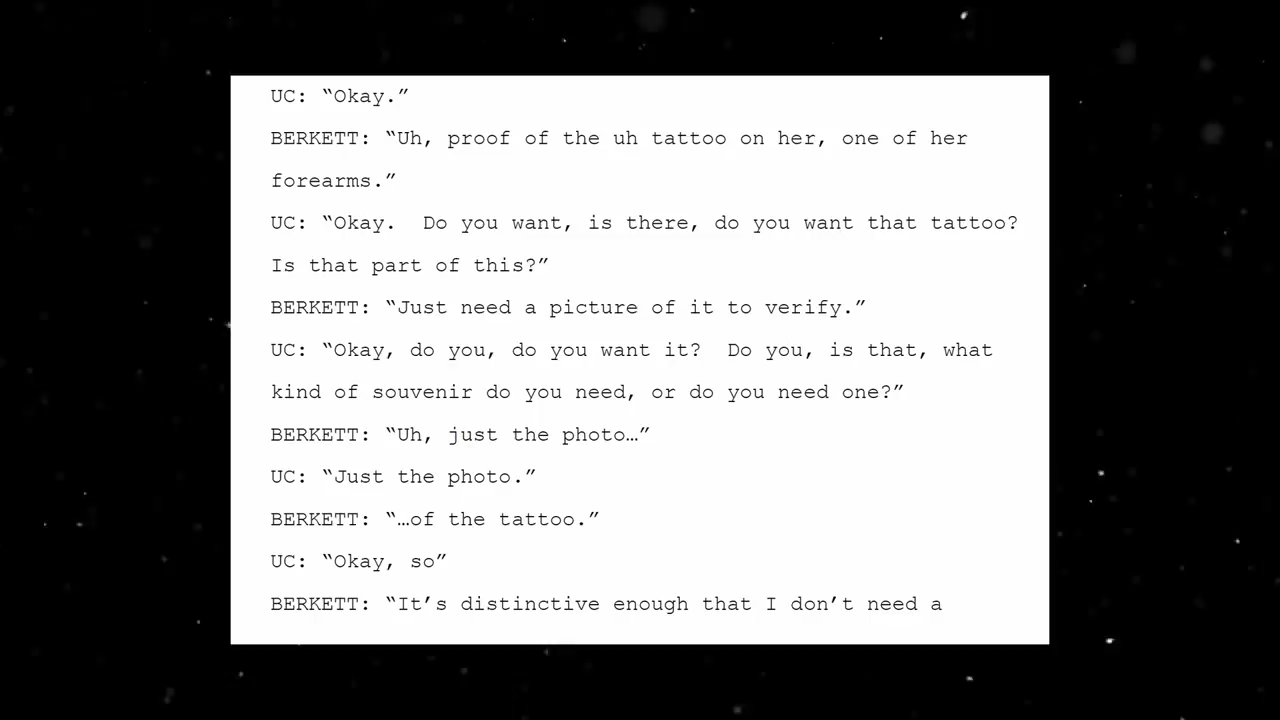 UC: “Okay.”
BERKETT: “Uh, proof of the uh tattoo on her, one of her
forearms.”
UC: “Okay.  Do you want, is there, do you want that tattoo?
Is that part of this?”
BERKETT: “Just need a picture of it to verify.”
UC: “Okay, do you, do you want it?  Do you, is that, what
kind of souvenir do you need, or do you need one?”
BERKETT: “Uh, just the photo…”
UC: “Just the photo.”
BERKETT: “…of the tattoo.”
UC: “Okay, so”
BERKETT: “It’s distinctive enough that I don’t need a